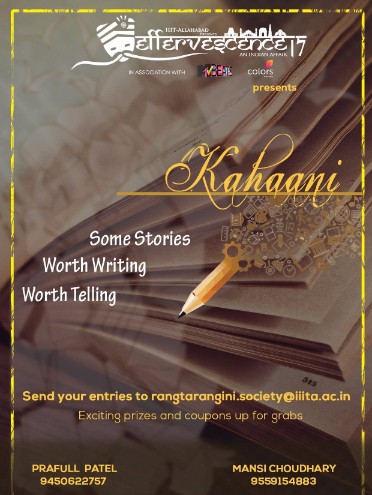 IIIT-ALLAHABAD
effervescence17
AN INDIAN AFFAIR
IN ASSOCIATION WITH
colors
presents
Kahaani
Some Stories
Worth Writing
Worth Telling
Send your entries to rangtarangini.society@iiita.ac.in
Exciting prizes and coupons up for grabs
PRAFULL PATEL
9450622757
MANSI CHOUDHARY
9559154883